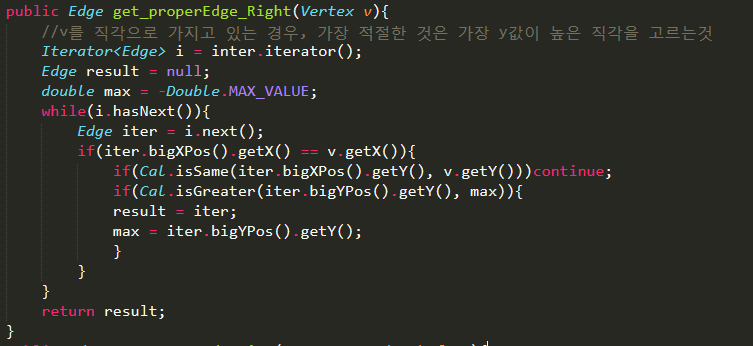 public Edge get_properEdge_Right(Vertex v){
//v를 직각으로 가지고 있는 경우, 가장 적절한 것은 가장 y값이 높은 직각을 고르는것
Iterator<Edge> i = inter.iterator();
Edge result = null;
double max = -Double.MAX_VALUE;
while(i.hasNext()){
Edge iter = i.next();
if(iter.bigXPos().getX() == v.getX()){
if(Cal.isSame(iter.bigXPos().getY(), v.getY()))continue;
if(Cal.isGreater(iter.bigYPos().getY(), max)){
result = iter;
max = iter.bigYPos().getY();
}
}
}
return result;
}